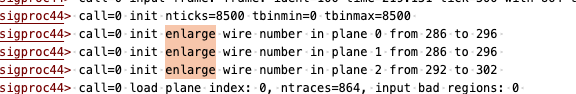 sigproc44> call=0 init nticks=8500 tbinmin=0 tbinmax=8500
sigproc44> call=0 init enlarge wire number in plane 0 from 286 to 296
sigproc44> call=0 init enlarge wire number in plane 1 from 286 to 296
sigproc44> call=0 init enlarge wire number in plane 2 from 292 to 302
sigproc44> call=0 load plane index: 0, ntraces=864, input bad regions: 0